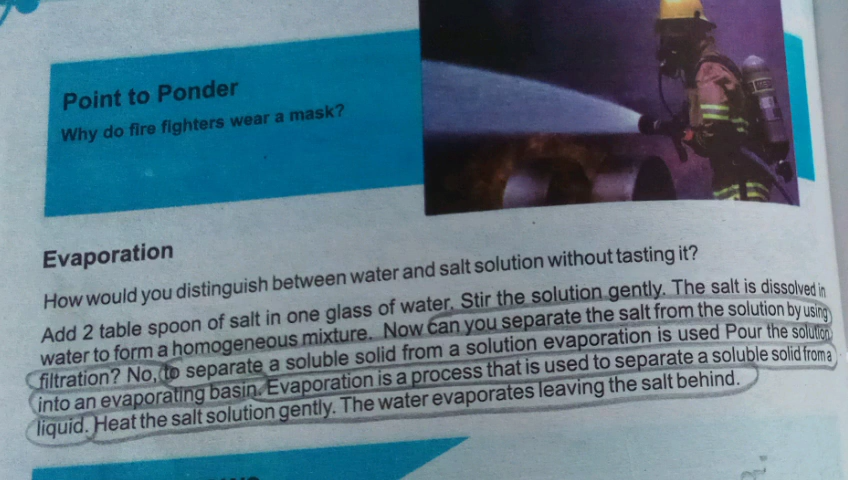 Point to Ponder
Why do fire fighters wear a mask?
Evaporation
How would you distinguish between water and salt solution without tasting it?
Add 2 table spoon of salt in one glass of water. Stir the solution gently. The salt is dissolved in
water to form a homogeneous mixture. Now can you separate the salt from the solution by using
filtration? No, to separate a soluble solid from a solution evaporation is used Pour the solution
into an evaporating basin. Evaporation is a process that is used to separate a soluble solid from a
liquid. Heat the salt solution gently. The water evaporates leaving the salt behind.